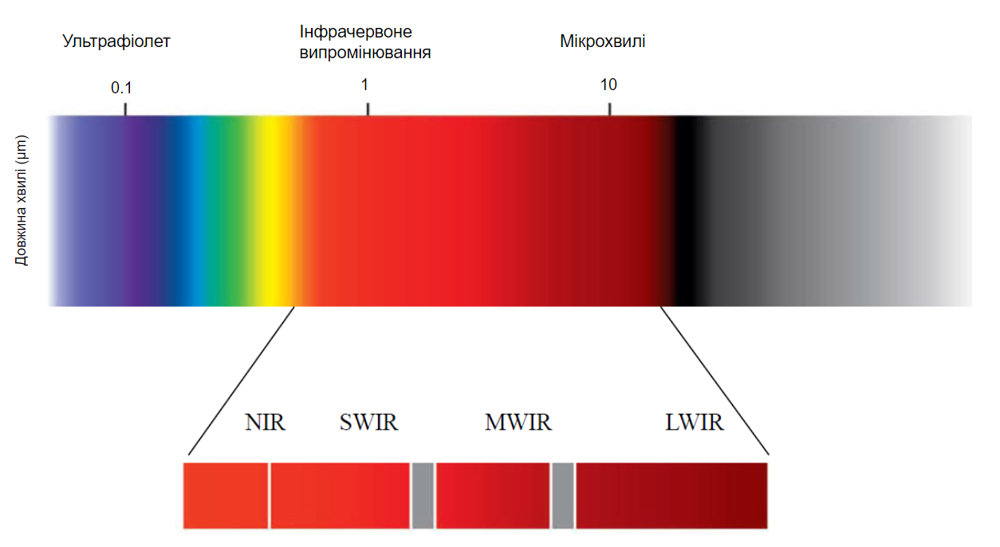 Ультрафіолет
Інфрачервоне
випромінювання
Мікрохвилі
0.1
1
10
Довжина хвилі (μm)
NIR
SWIR
MWIR
LWIR